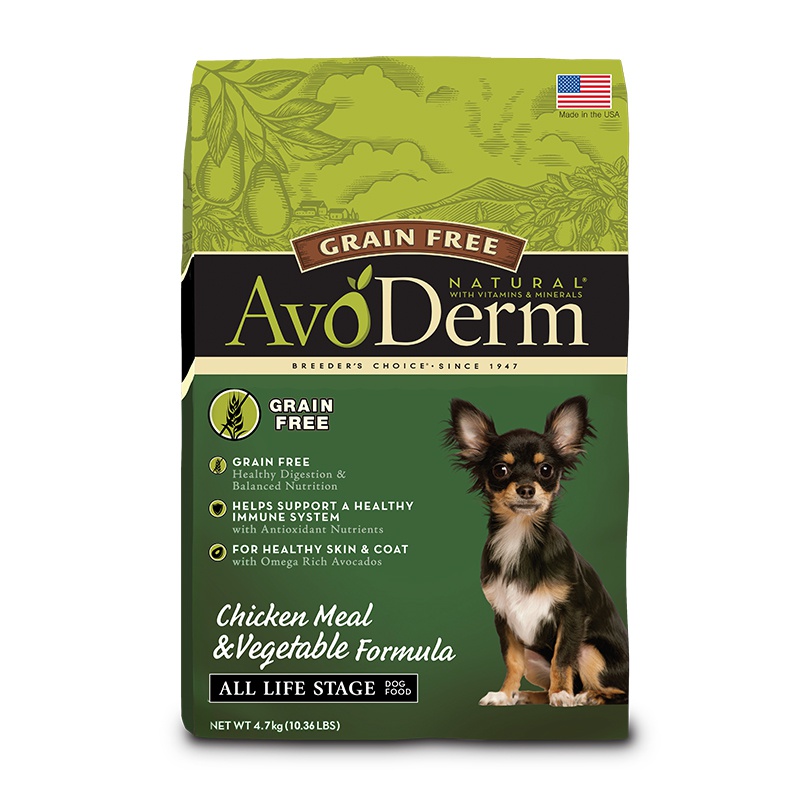 Made in the USA
GRAIN FREE
NATURAL®
WITH VITAMINS & MINERALS
AvoDerm
BREEDER'S CHOICE® • SINCE 1947
GRAIN
FREE
GRAIN FREE
Healthy Digestion &
Balanced Nutrition
HELPS SUPPORT A HEALTHY
IMMUNE SYSTEM
with Antioxidant Nutrients
FOR HEALTHY SKIN & COAT
with Omega Rich Avocados
Chicken Meal
&Vegetable Formula
ALL LIFE STAGE DOG FOOD
NET WT 4.7kg (10.36 LBS)